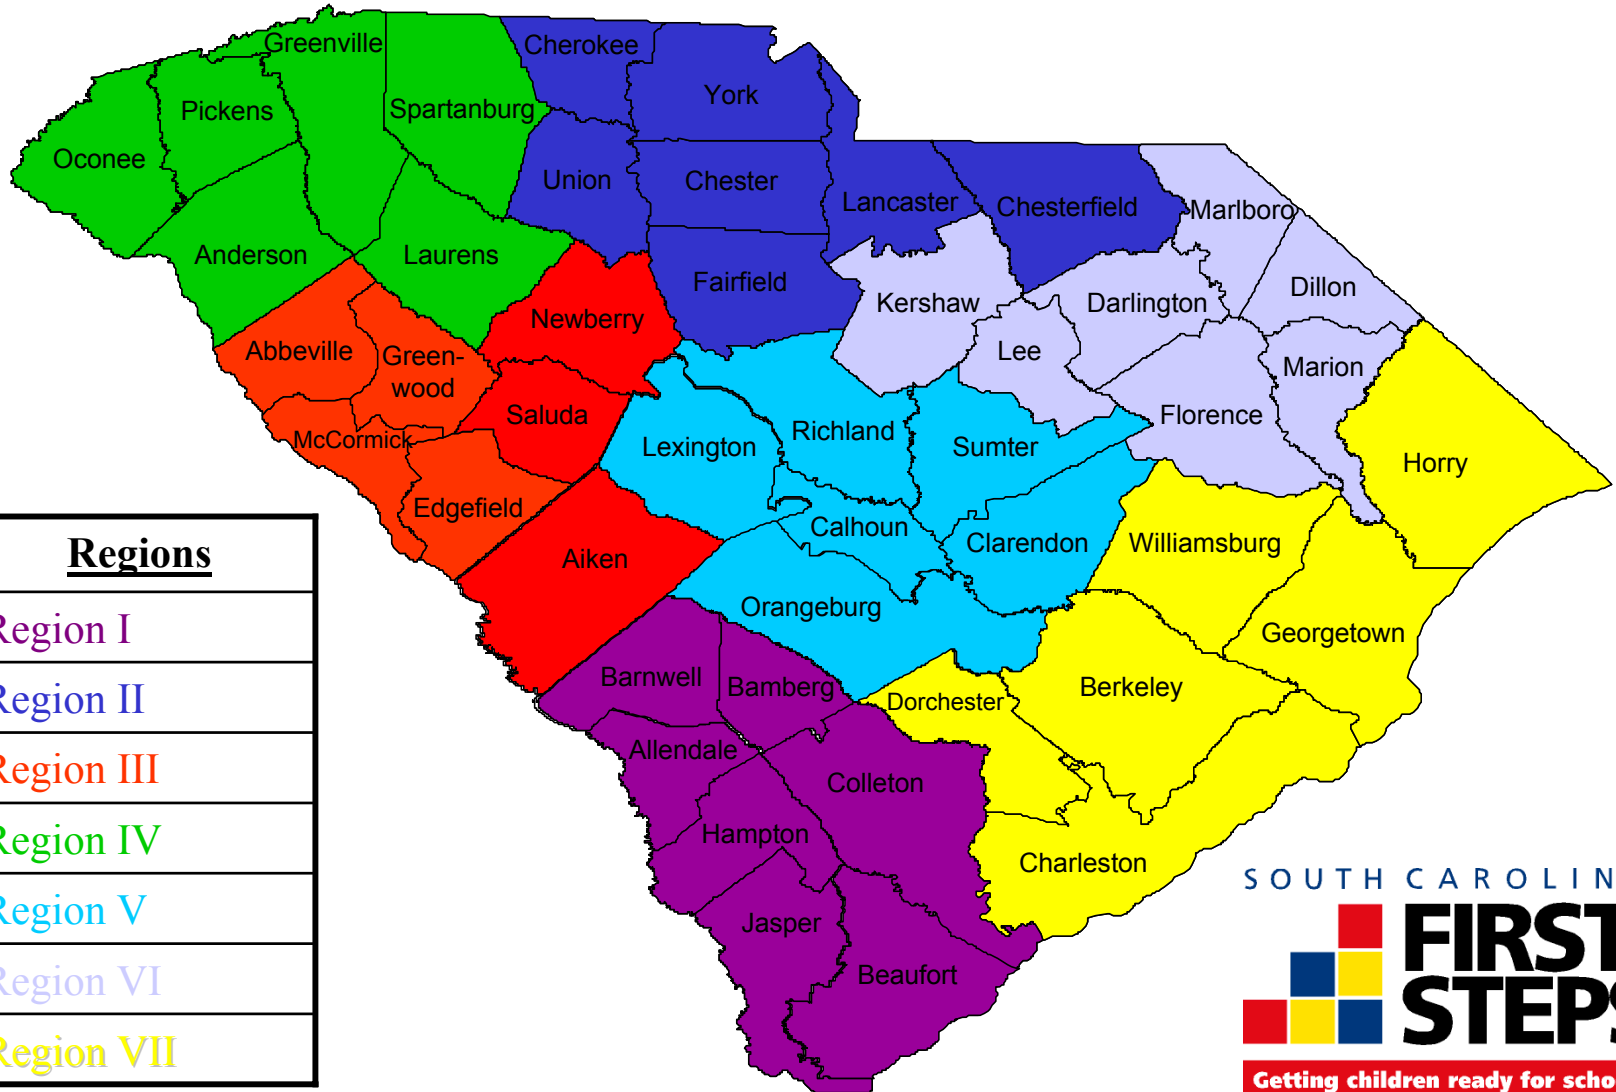 Greenville
Cherokee
York
Pickens
Spartanburg
Oconee
Union
Chester
Lancaster
Chesterfield
Marlboro
Anderson
Laurens
Fairfield
Kershaw
Darlington
Dillon
Newberry
Abbeville
Green-
wood
Lee
Marion
Saluda
Florence
McCormick
Lexington
Richland
Sumter
Horry
Edgefield
Aiken
Calhoun
Clarendon
Williamsburg
Orangeburg
Georgetown
Barnwell
Bamberg
Dorchester
Berkeley
Allendale
Colleton
Hampton
Charleston
Jasper
Beaufort
Regions
Region I
Region II
Region III
Region IV
Region V
Region VI
Region VII
SOUTH CAROLIN
FIRST
STEPS
Getting children ready for scho